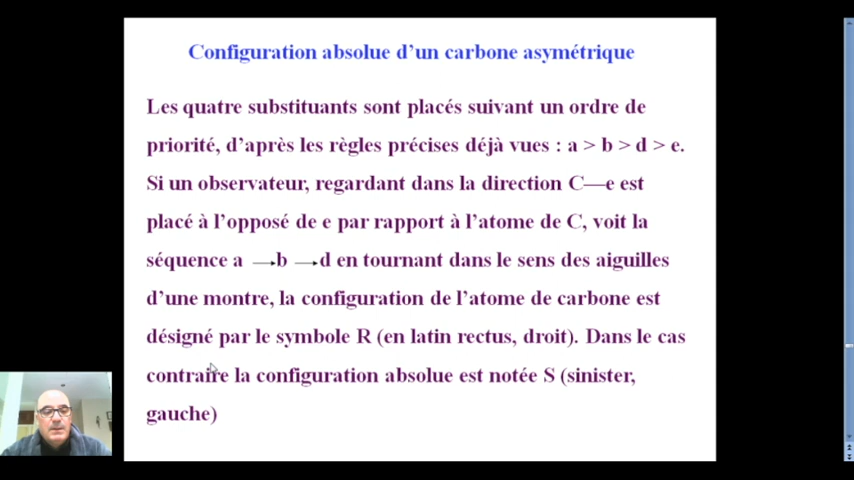 Configuration absolue d'un carbone asymétrique
Les quatre substituants sont placés suivant un ordre de
priorité, d'après les règles précises déjà vues : a > b > d > e.
Si un observateur, regardant dans la direction C—e est
placé à l'opposé de e par rapport à l'atome de C, voit la
séquence a →b →d en tournant dans le sens des aiguilles
d'une montre, la configuration de l'atome de carbone est
désigné par le symbole R (en latin rectus, droit). Dans le cas
contraire la configuration absolue est notée S (sinister,
gauche)